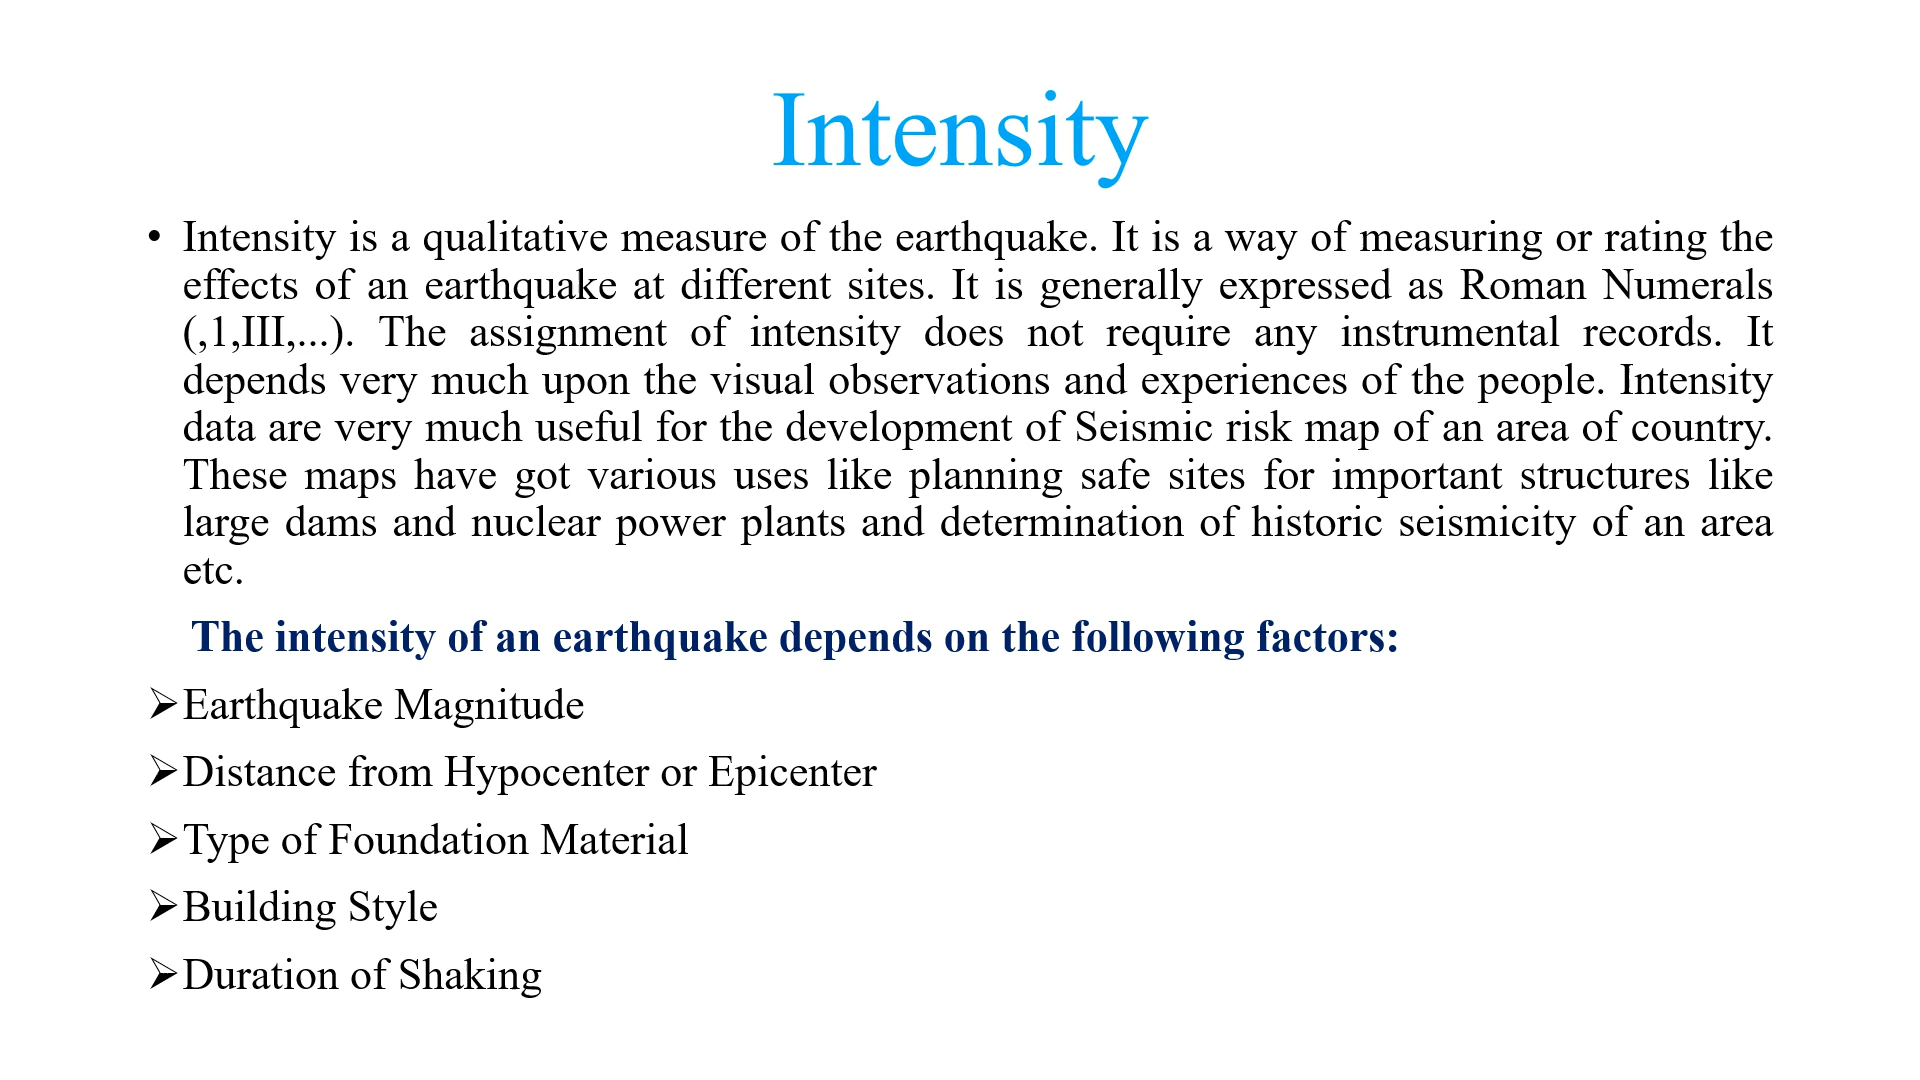 Intensity
• Intensity is a qualitative measure of the earthquake. It is a way of measuring or rating the
effects of an earthquake at different sites. It is generally expressed as Roman Numerals
(,1,III,...). The assignment of intensity does not require any instrumental records. It
depends very much upon the visual observations and experiences of the people. Intensity
data are very much useful for the development of Seismic risk map of an area of country.
These maps have got various uses like planning safe sites for important structures like
large dams and nuclear power plants and determination of historic seismicity of an area
etc.
The intensity of an earthquake depends on the following factors:
➢Earthquake Magnitude
➢Distance from Hypocenter or Epicenter
➢Type of Foundation Material
➢Building Style
➢Duration of Shaking